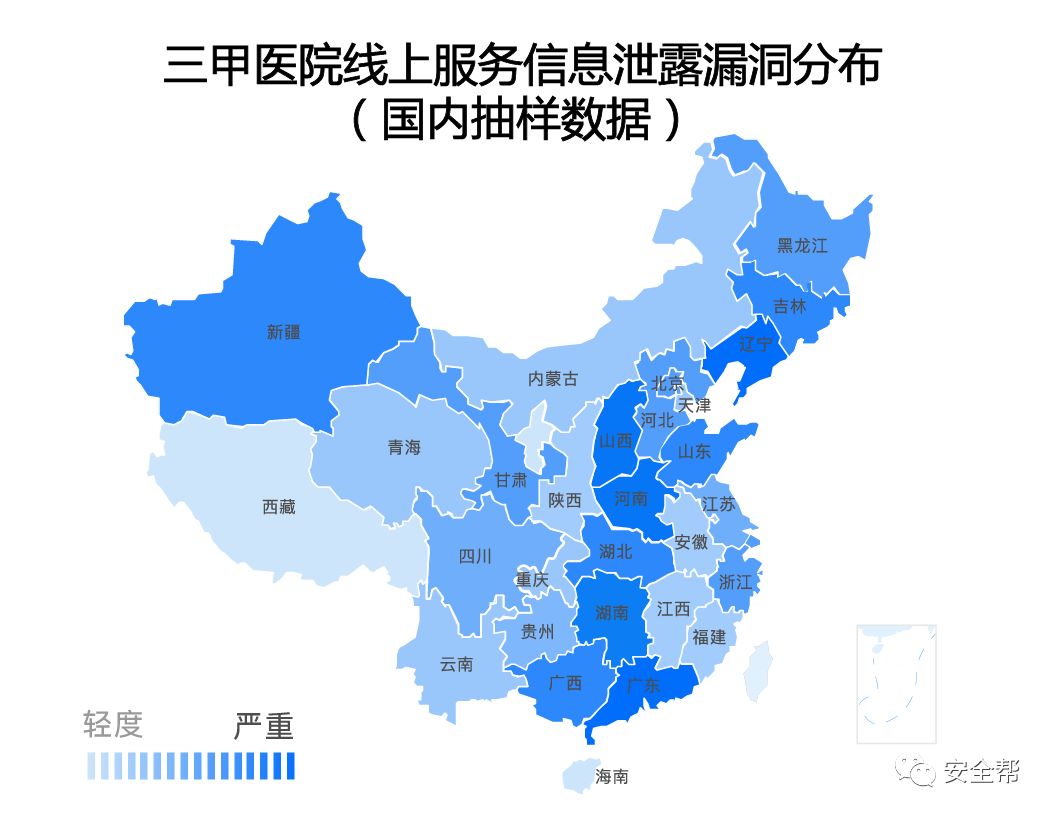 三甲医院线上服务信息泄露漏洞分布
（国内抽样数据）
黑龙江
吉林
新疆
辽宁
内蒙古
北京
天津
河北
山西
青海
山东
甘肃
河南
陕西
西藏
江苏
安徽
湖北
四川
重庆
浙江
湖南
江西
贵州
福建
云南
广西
广东
轻度
严重
海南
安全帮